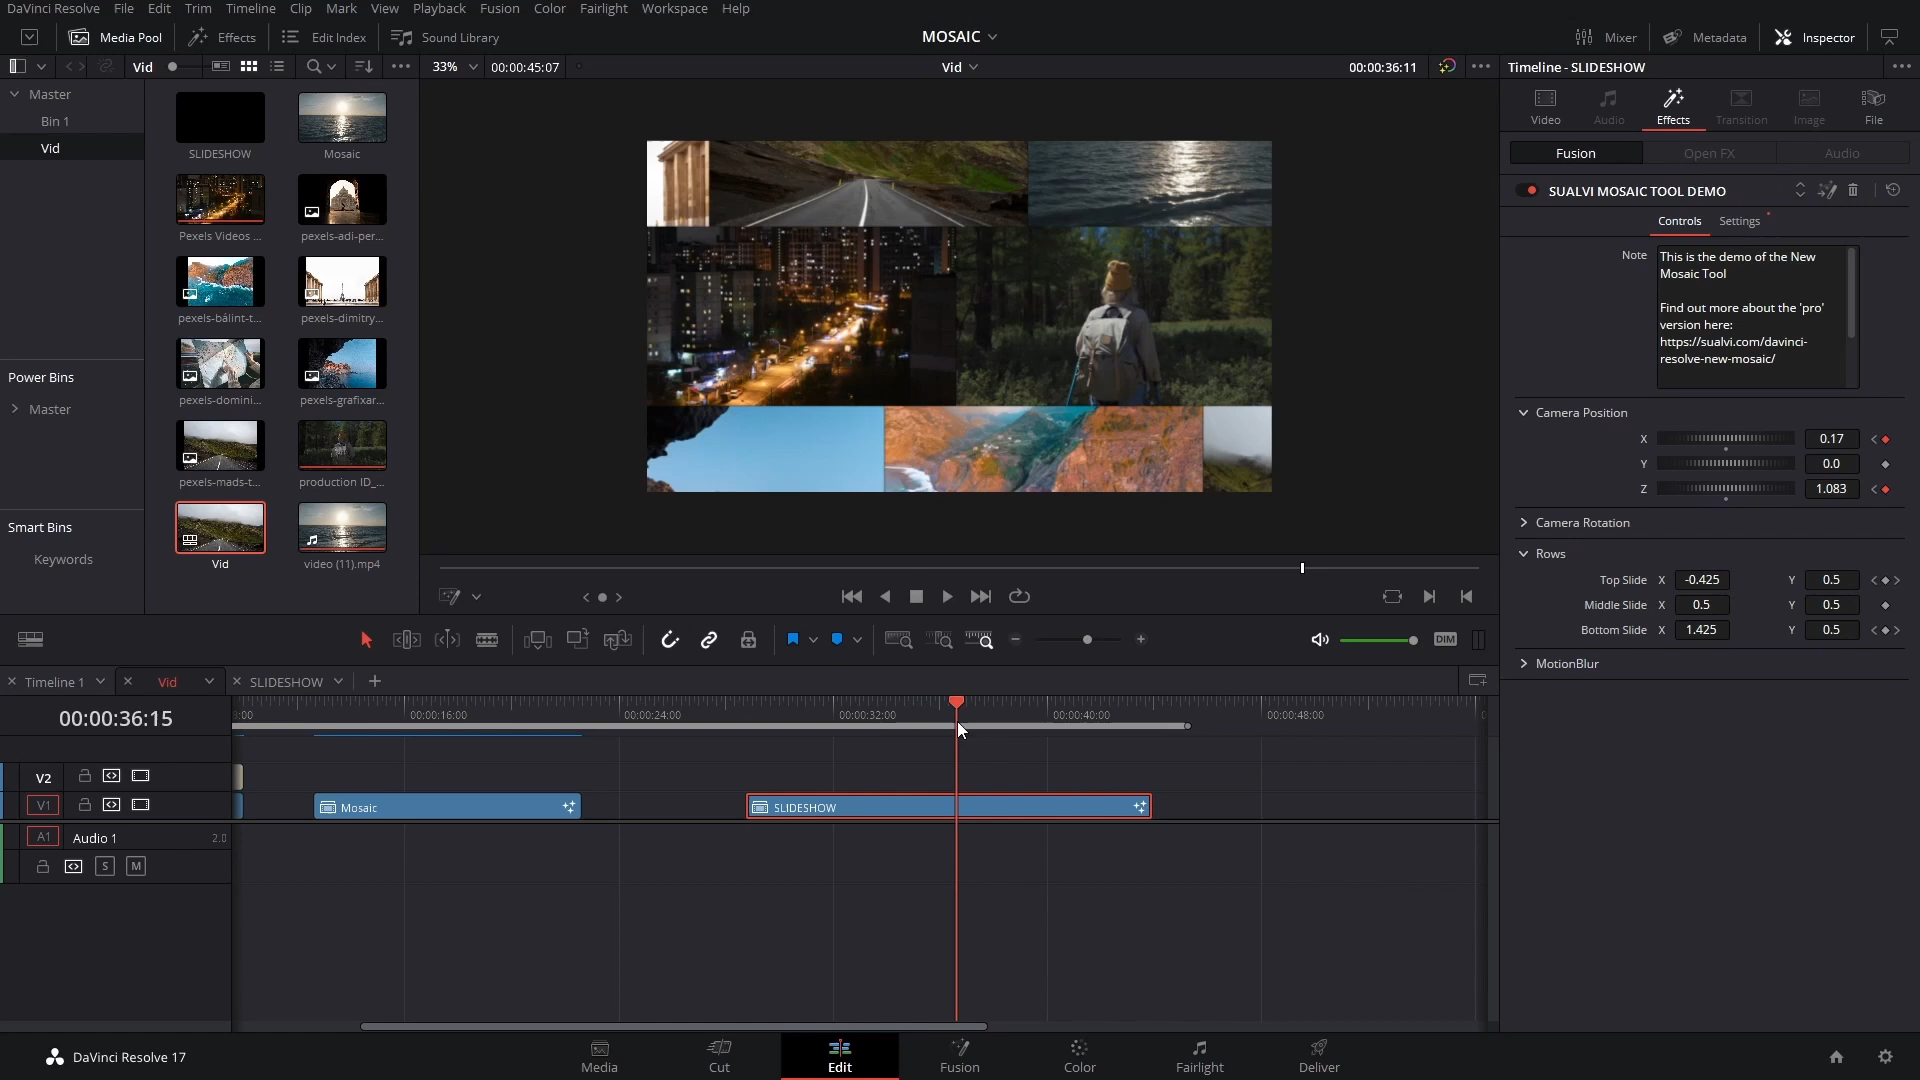 DaVinci Resolve File Edit Trim Timeline Clip Mark View Playback Fusion Color Fairlight Workspace Help
Media Pool Effects Edit Index Sound Library MOSAIC Mixer Metadata Inspector
Vid 33% 00:00:45:07 Vid 00:00:36:11 Timeline - SLIDESHOW
Master
Bin 1
Vid
Power Bins
Master
Smart Bins
Keywords
SLIDESHOW Mosaic
Pexels Videos ... pexels-adi-per...
pexels-bálint-t... pexels-dimitry...
pexels-domini... pexels-grafixar...
pexels-mads-t... production ID_...
Vid video (11).mp4
Video Audio Effects Transition Image File
Fusion Open FX Audio
SUALVI MOSAIC TOOL DEMO
Controls Settings
Note
This is the demo of the New
Mosaic Tool
Find out more about the 'pro'
version here:
https://sualvi.com/davinci-
resolve-new-mosaic/
Camera Position
X 0.17
Y 0.0
Z 1.083
Camera Rotation
Rows
Top Slide X -0.425 Y 0.5
Middle Slide X 0.5 Y 0.5
Bottom Slide X 1.425 Y 0.5
MotionBlur
DIM
Timeline 1 Vid SLIDESHOW
00:00:36:15 00:00:16:00 00:00:24:00 00:00:32:00 00:00:40:00 00:00:48:00
V2
V1 Mosaic SLIDESHOW
A1 Audio 1 2.0
S M
DaVinci Resolve 17 Media Cut Edit Fusion Color Fairlight Deliver